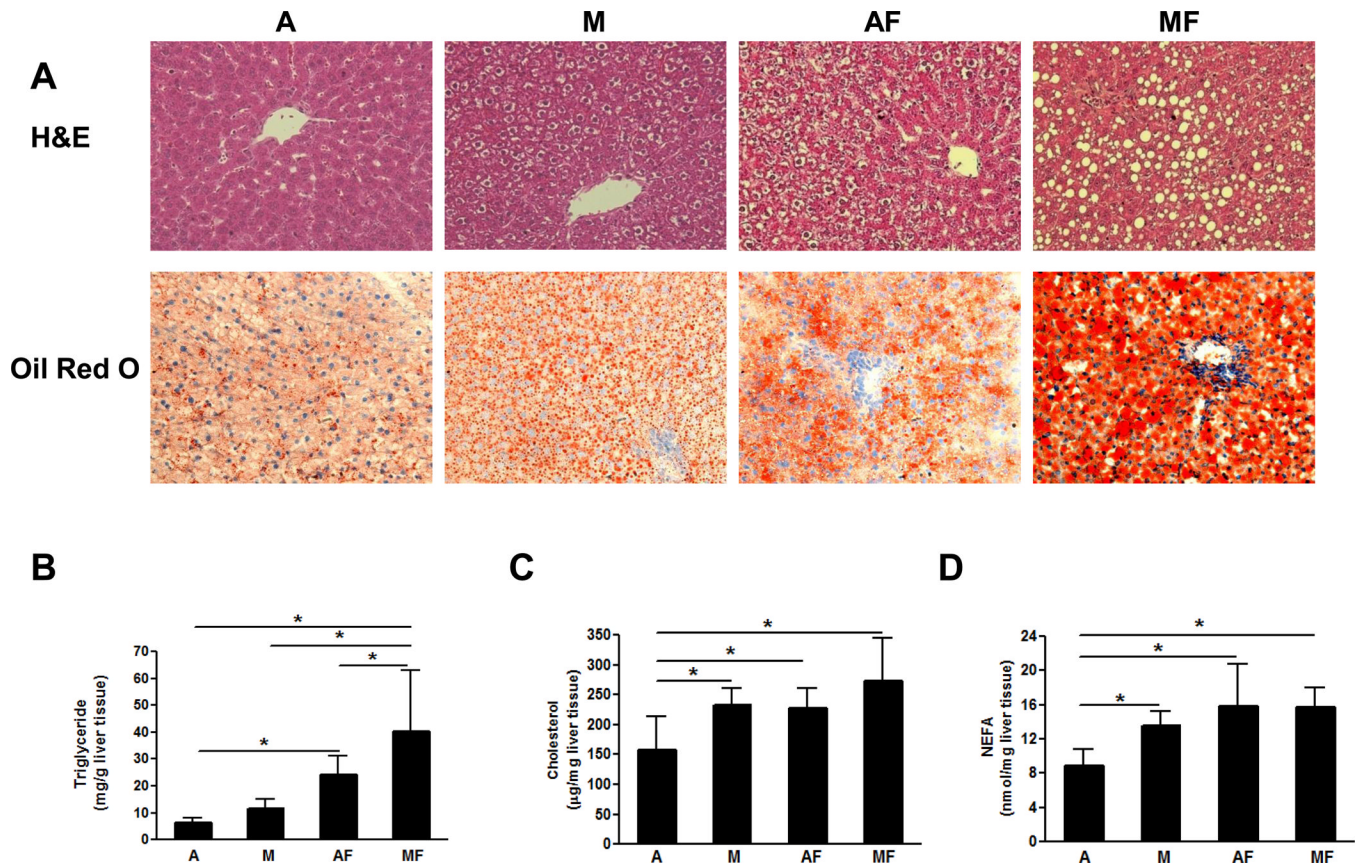 A M AF MF
A
H&E
Oil Red O
B
Triglyceride
(mg/g liver tissue)
70
60
50
40
30
20
10
0
*
*
*
*
A M AF MF
C
Cholesterol
(µg/mg liver tissue)
350
300
250
200
150
100
50
0
*
*
*
A M AF MF
D
NEFA
(nmol/mg liver tissue)
24
20
16
12
8
4
0
*
*
*
A M AF MF